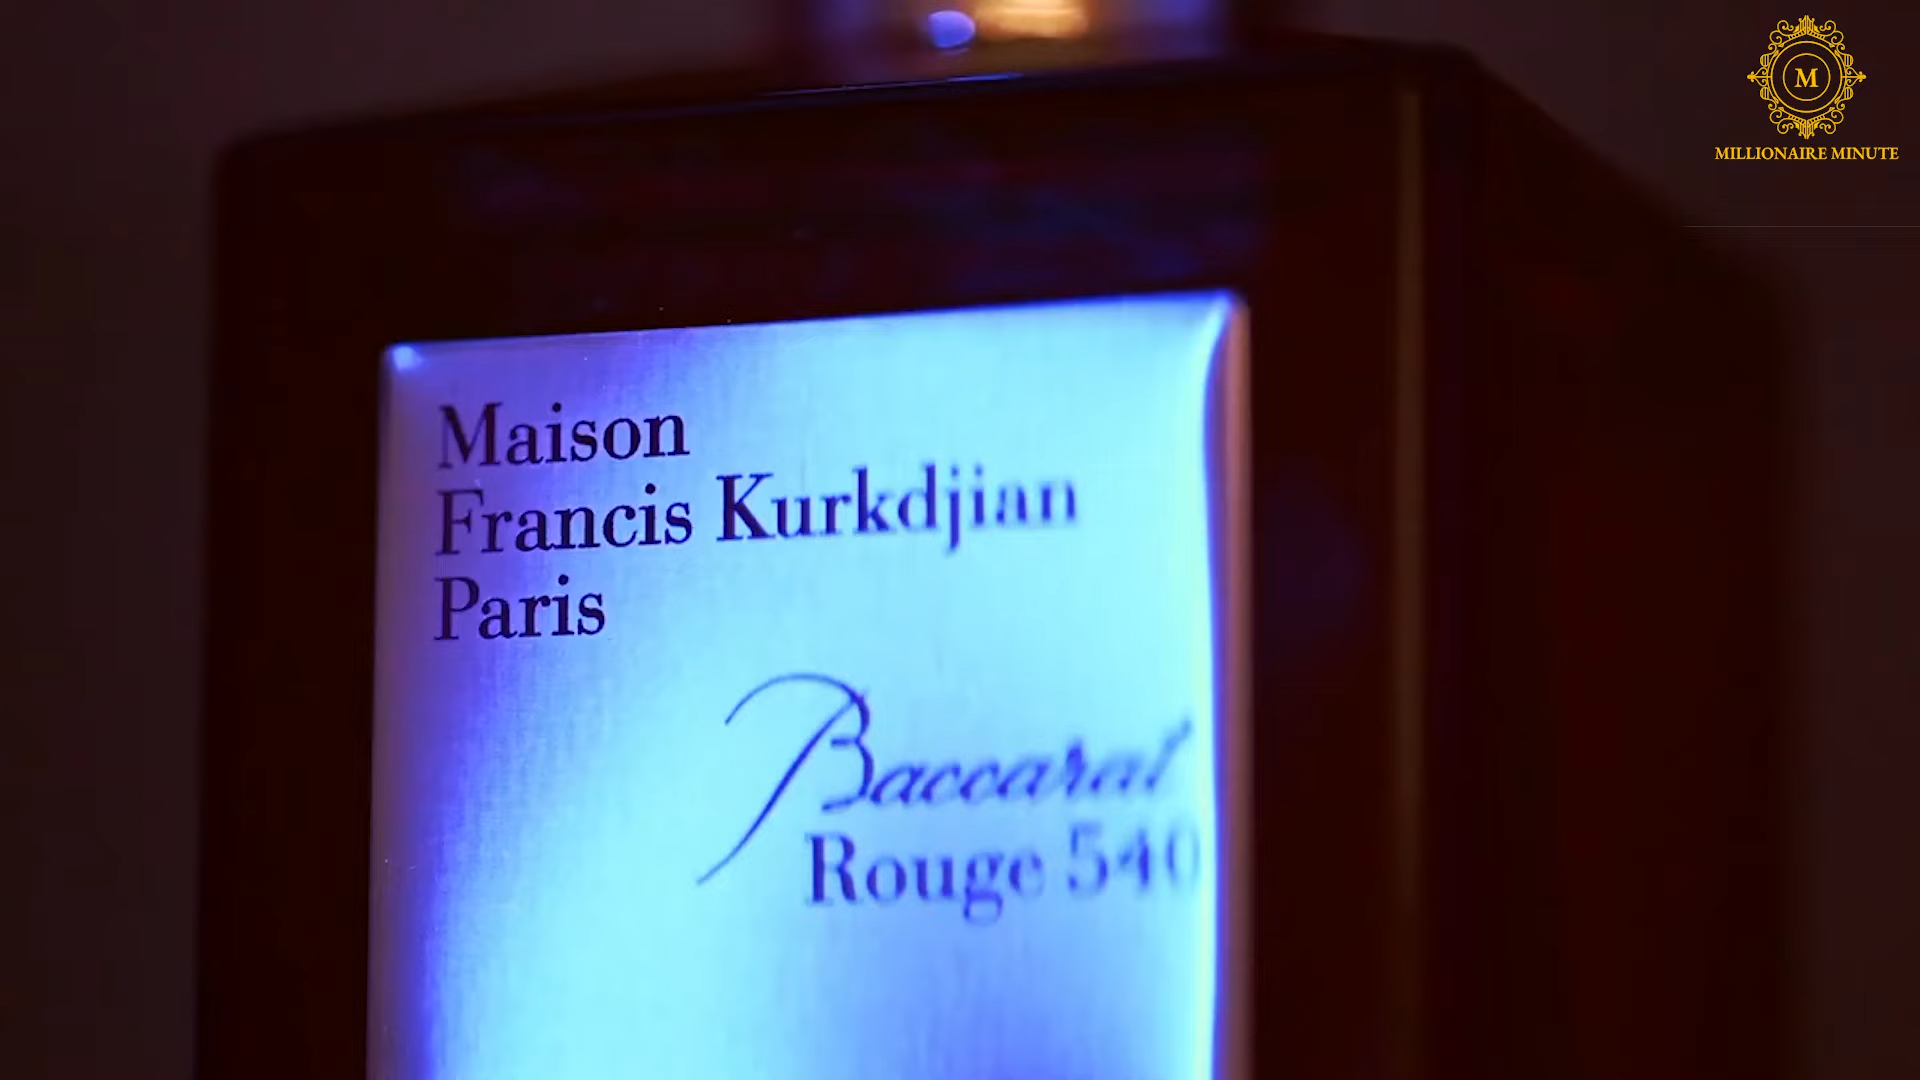 M
MILLIONAIRE MINUTE
Maison
Francis Kurkdjian
Paris
Baccarat
Rouge 540